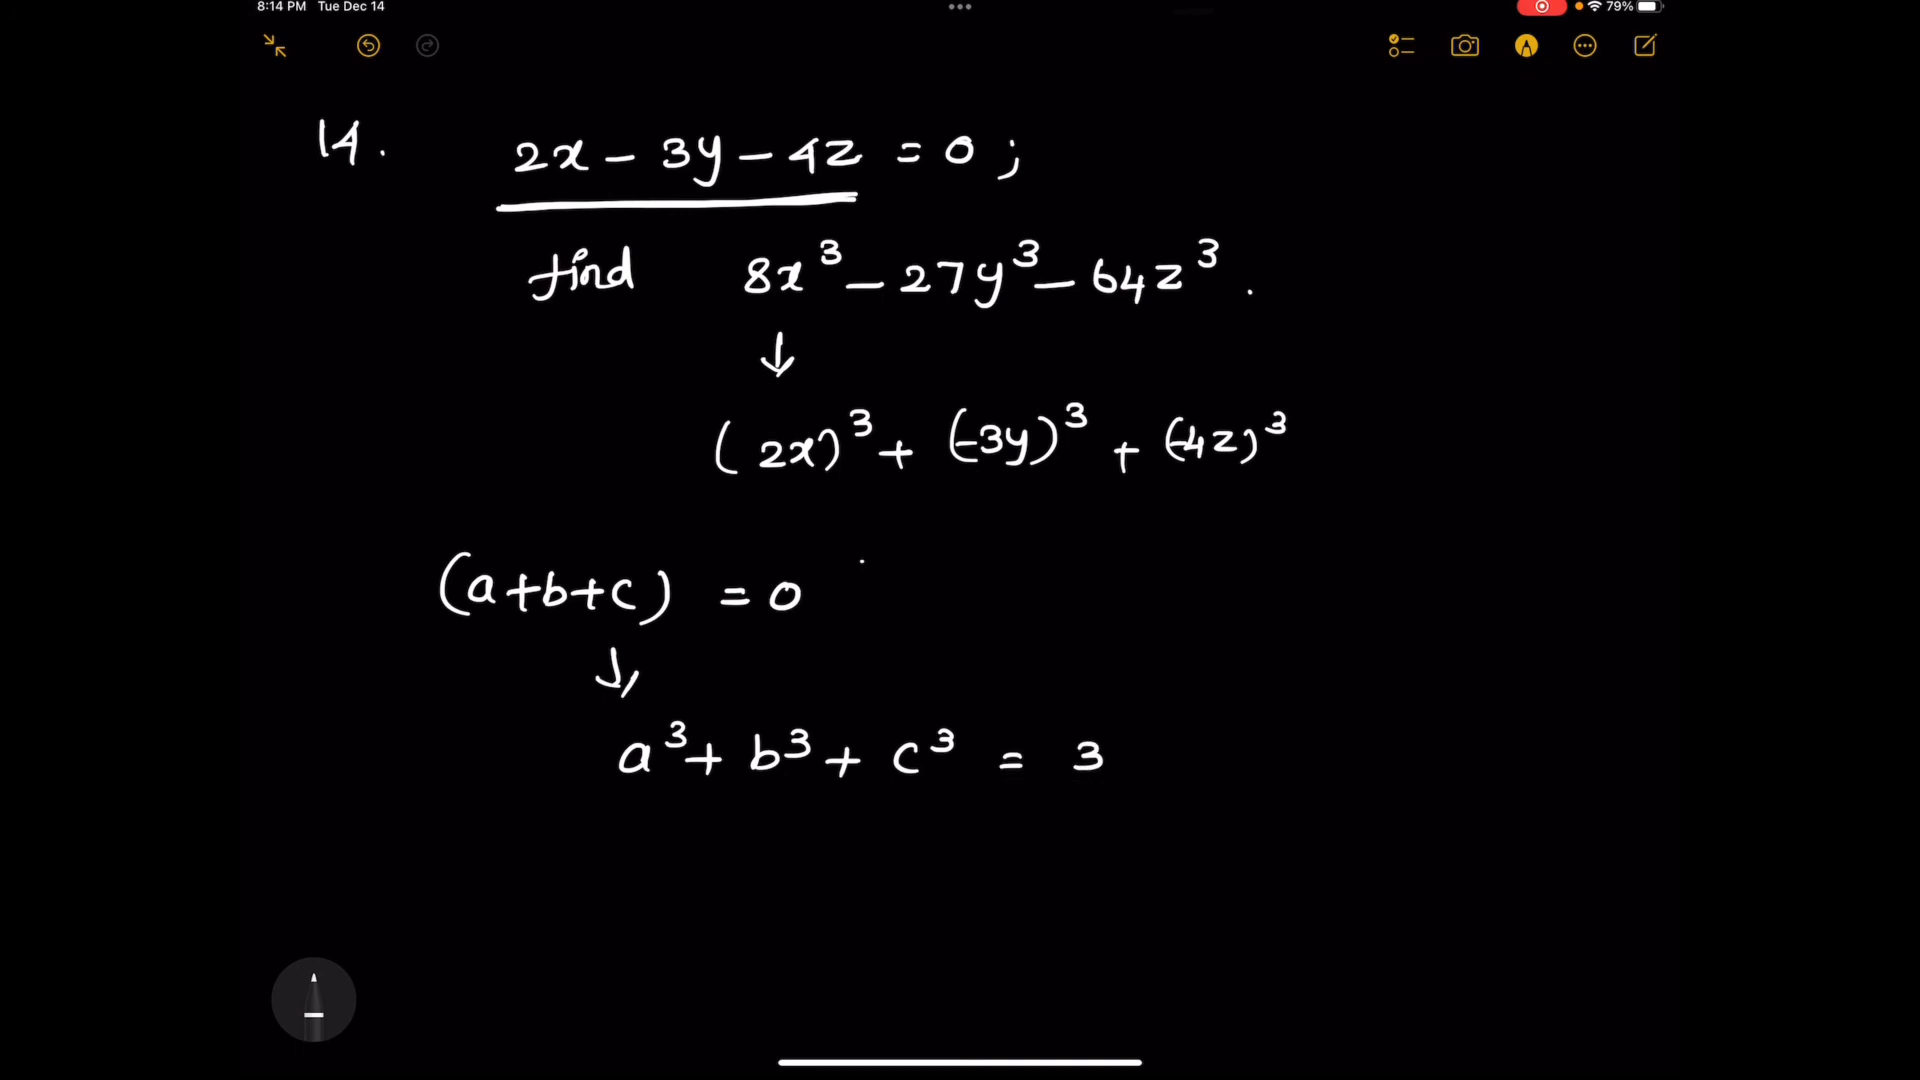 8:14 PM Tue Dec 14
79%
14. 2x - 3y - 4z = 0 ;
find 8x³ - 27y³ - 64z³ .
↓
(2x)³ + (-3y)³ + (-4z)³
(a+b+c) = 0
↓
a³ + b³ + c³ = 3